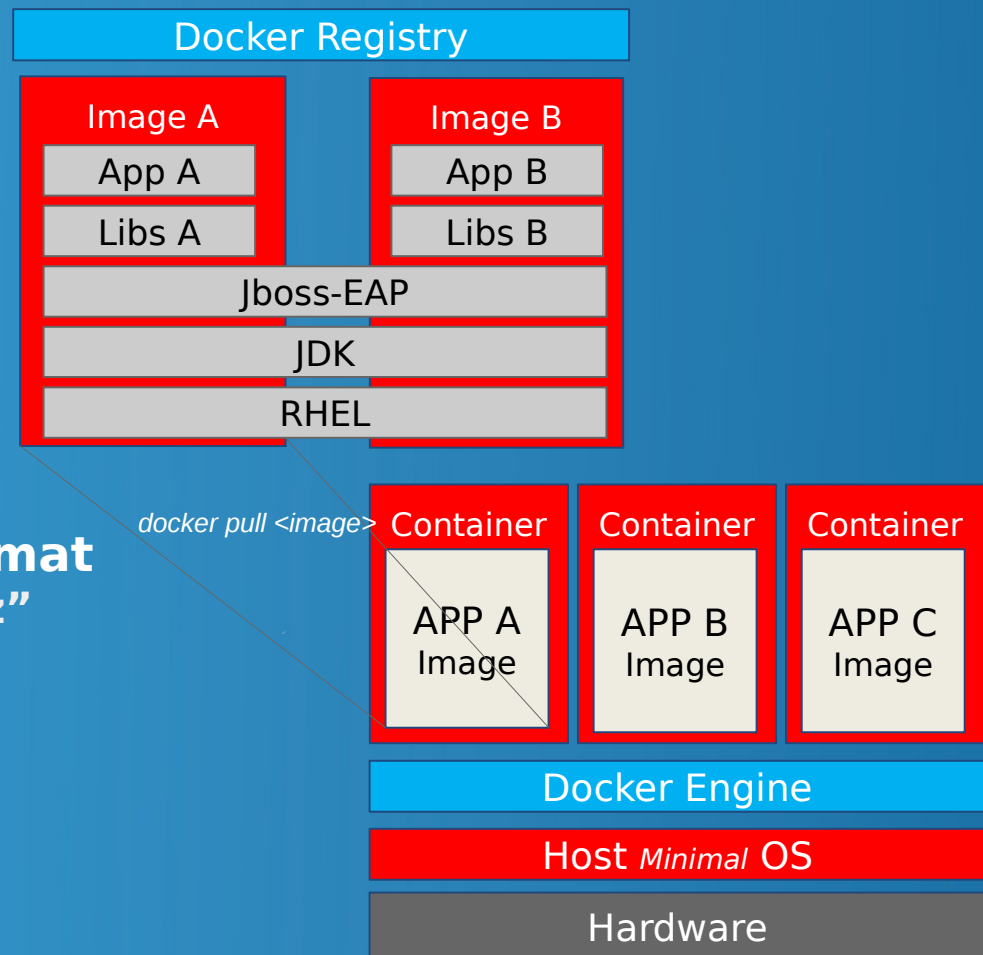 Docker Registry
Image A
Image B
App A
App B
Libs A
Libs B
Jboss-EAP
JDK
RHEL
docker pull <image>
mat
”
Container
Container
Container
APP A
Image
APP B
Image
APP C
Image
Docker Engine
Host Minimal OS
Hardware